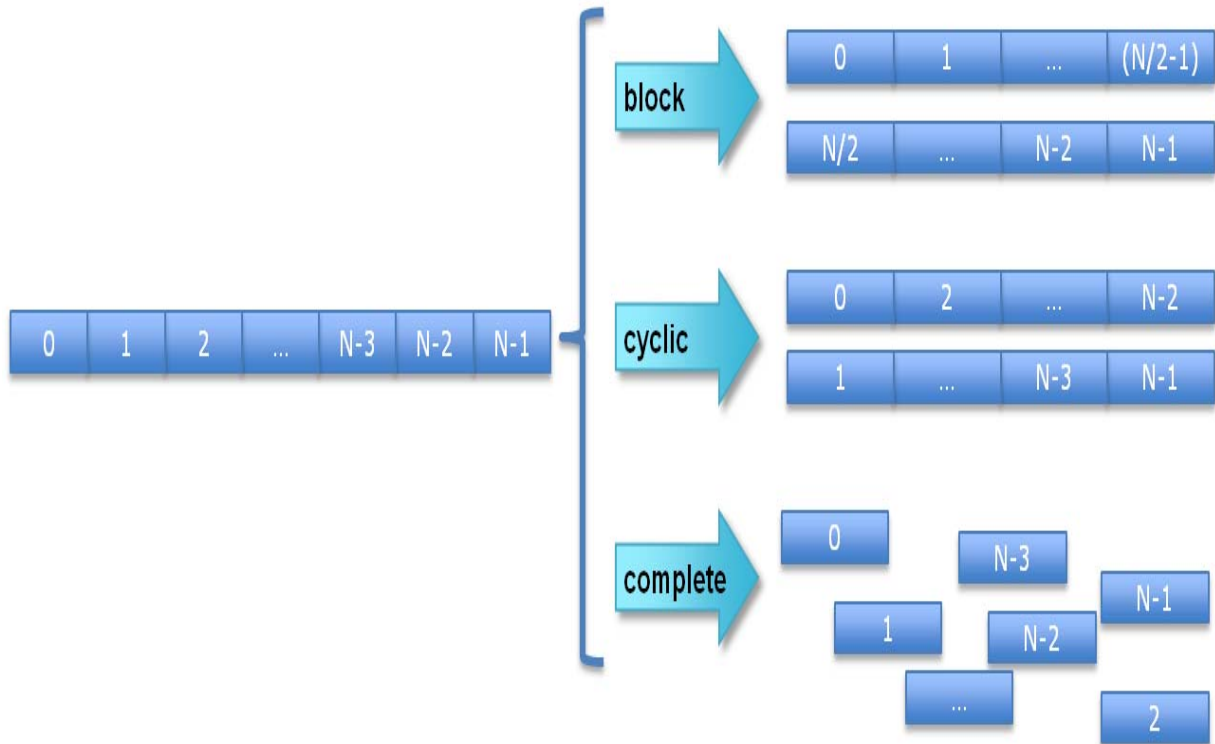 0 1 2 ... N-3 N-2 N-1
block
0 1 ... (N/2-1)
N/2 ... N-2 N-1
cyclic
0 2 ... N-2
1 ... N-3 N-1
complete
0
N-3
N-1
1
N-2
...
2